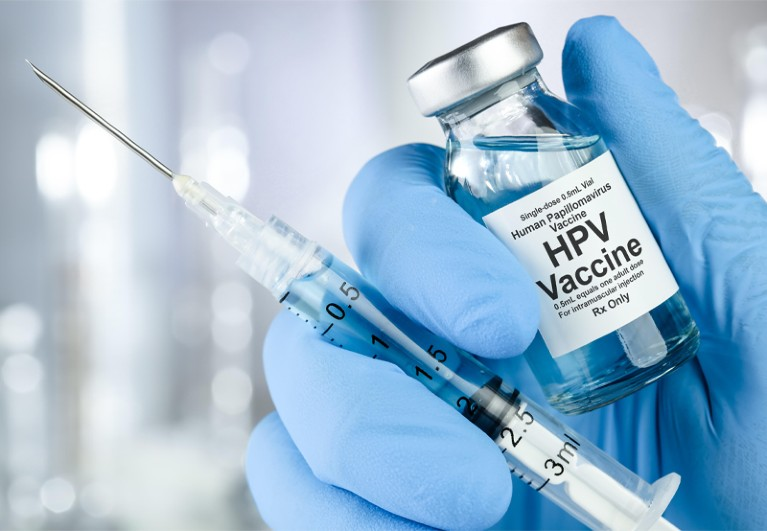 Single-dose 0.5mL Vial
Human Papillomavirus
Vaccine
HPV
Vaccine
0.5mL equals one adult dose
For intramuscular injection
Rx Only
0.5
1
1.5
2
2.5
3ml